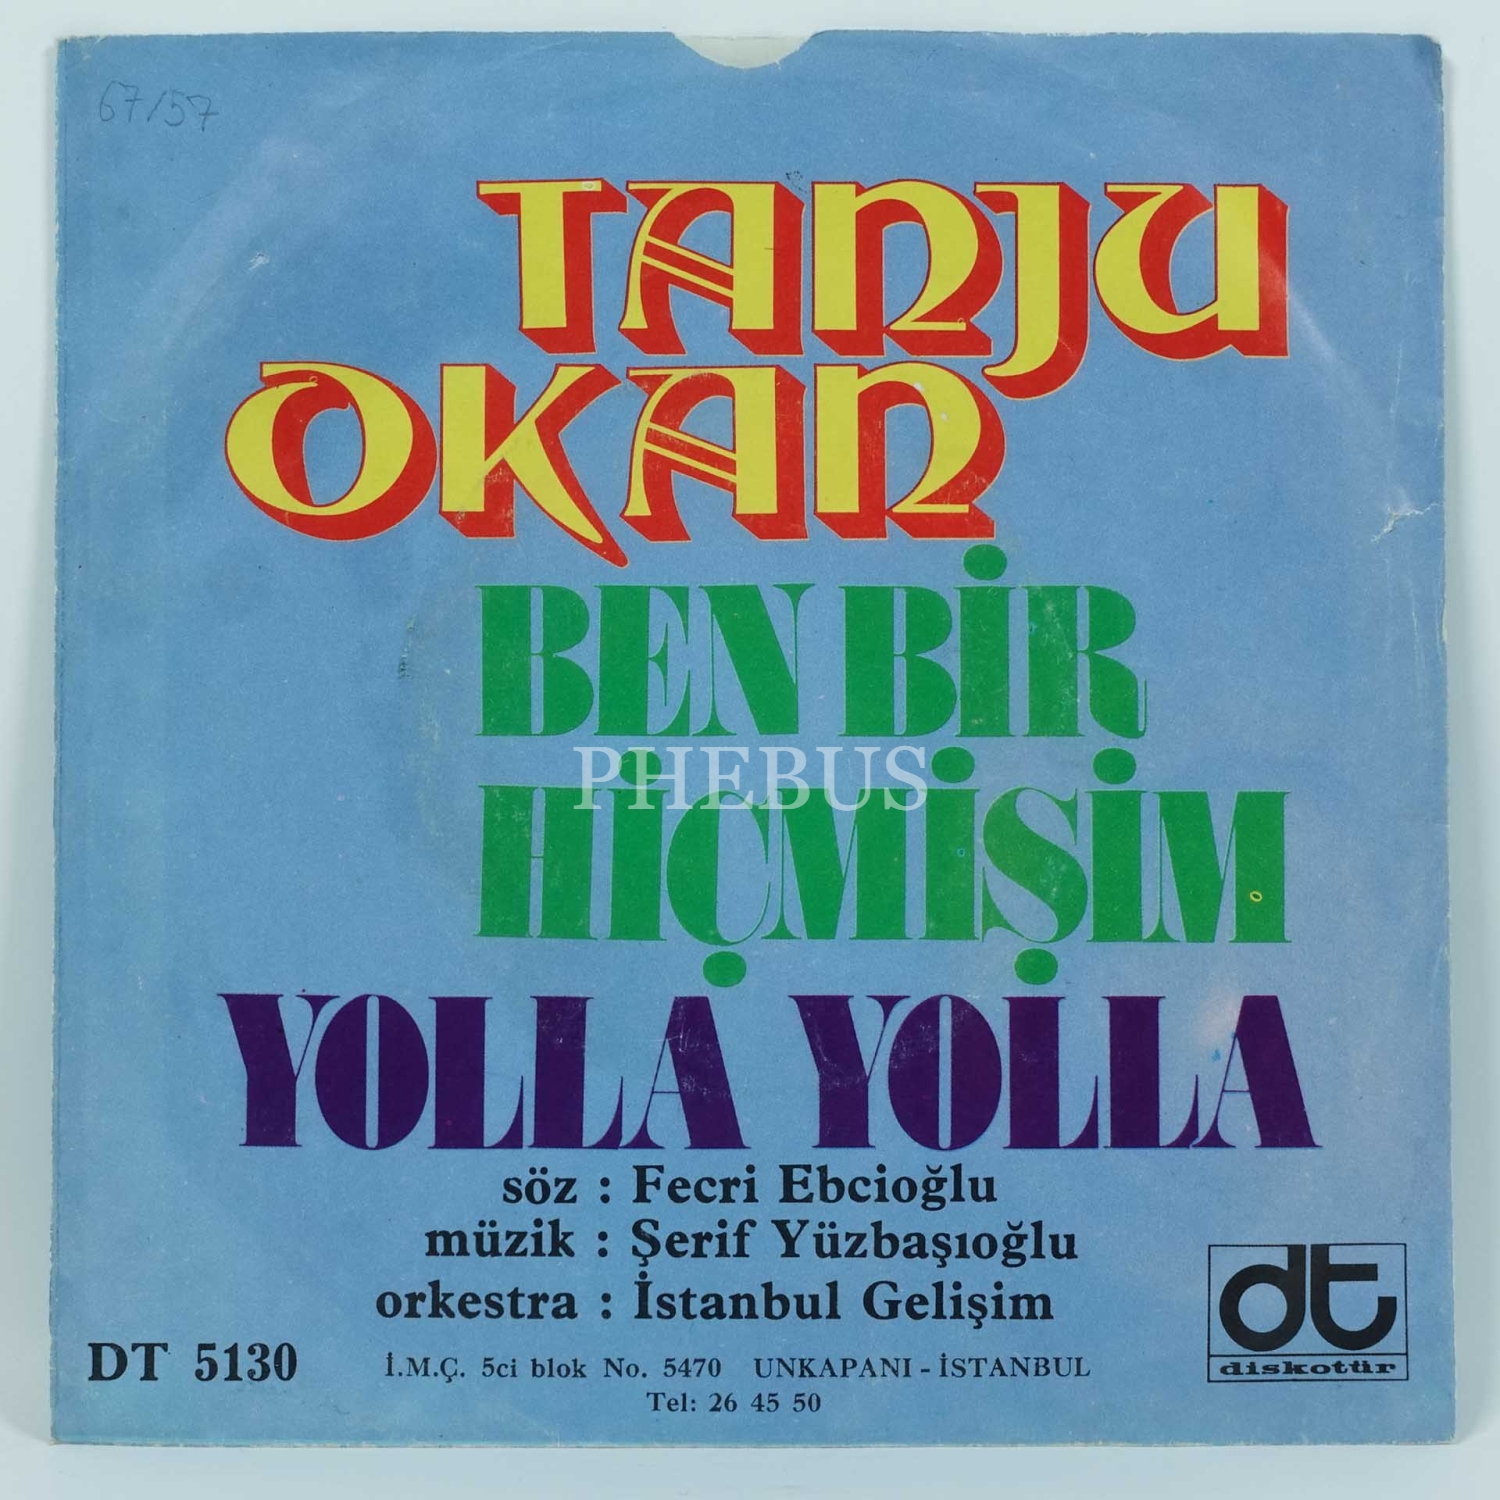 67/57
TANJU
OKAN
BEN BİR
HİÇMİŞİM
PHEBUS
YOLLA YOLLA
söz : Fecri Ebcioğlu
müzik : Şerif Yüzbaşıoğlu
orkestra : İstanbul Gelişim
DT 5130
İ.M.Ç. 5ci blok No. 5470 UNKAPANI - İSTANBUL
Tel: 26 45 50
dt
diskotür